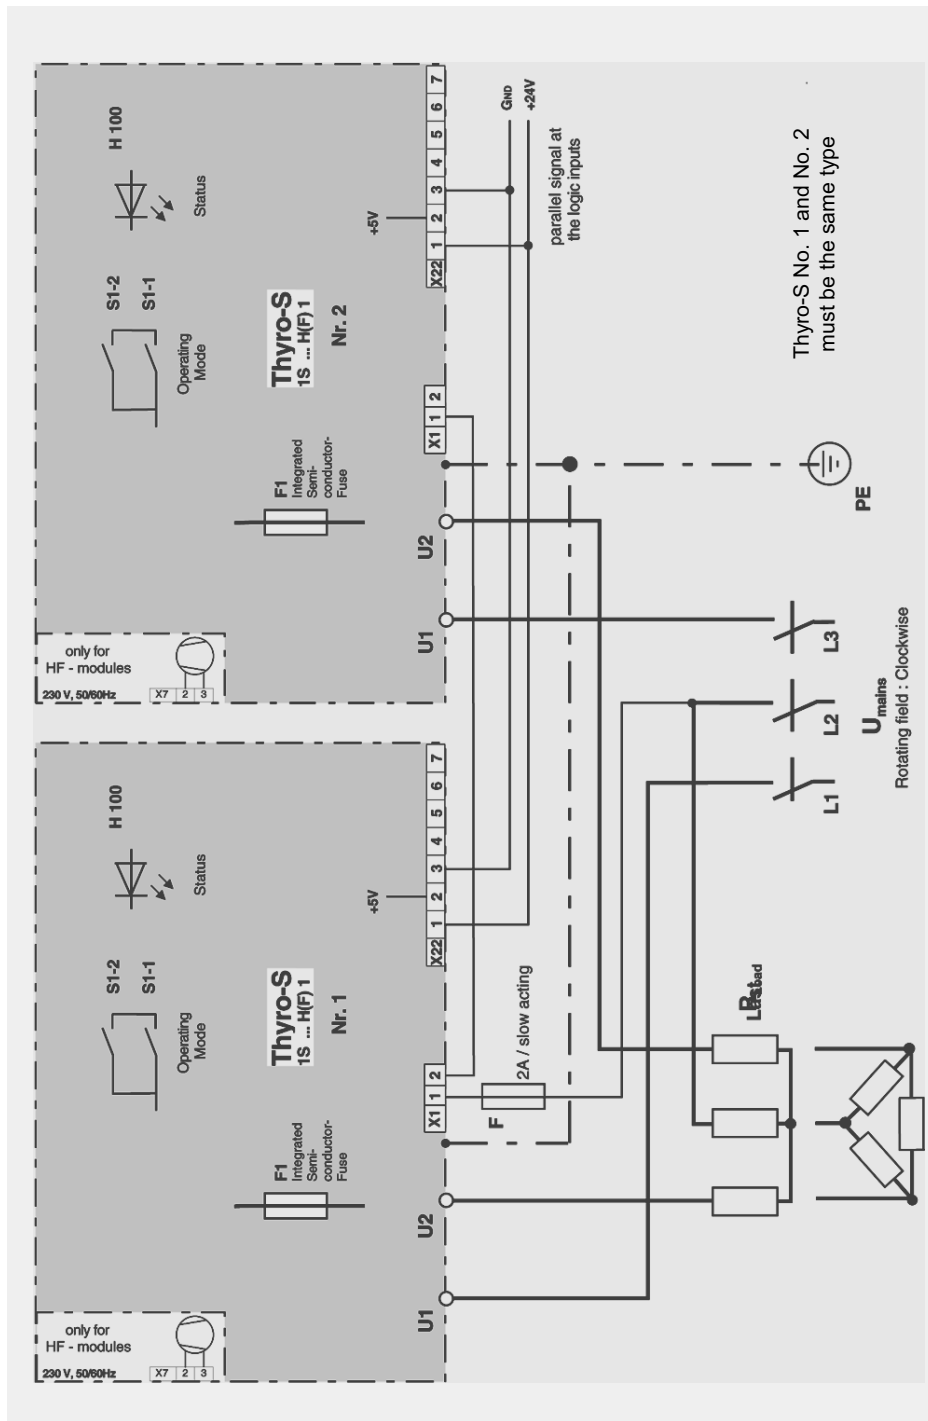 H 100
Status
S1-2
S1-1
Operating
Mode
Thyro-S
1S ... H(F) 1
Nr. 2
F1
Integrated
Semi-
conductor-
Fuse
only for
HF - modules
230 V, 50/60Hz
X7 2 3
+5V
X22 1 2 3 4 5 6 7
X1 1 2
U2
U1
GND
+24V
parallel signal at
the logic inputs
Thyro-S No. 1 and No. 2
must be the same type
PE
H 100
Status
S1-2
S1-1
Operating
Mode
Thyro-S
1S ... H(F) 1
Nr. 1
F1
Integrated
Semi-
conductor-
Fuse
only for
HF - modules
230 V, 50/60Hz
X7 2 3
+5V
X22 1 2 3 4 5 6 7
X1 1 2
U2
U1
F
2A / slow acting
L1
L2
L3
Umains
Rotating field : Clockwise